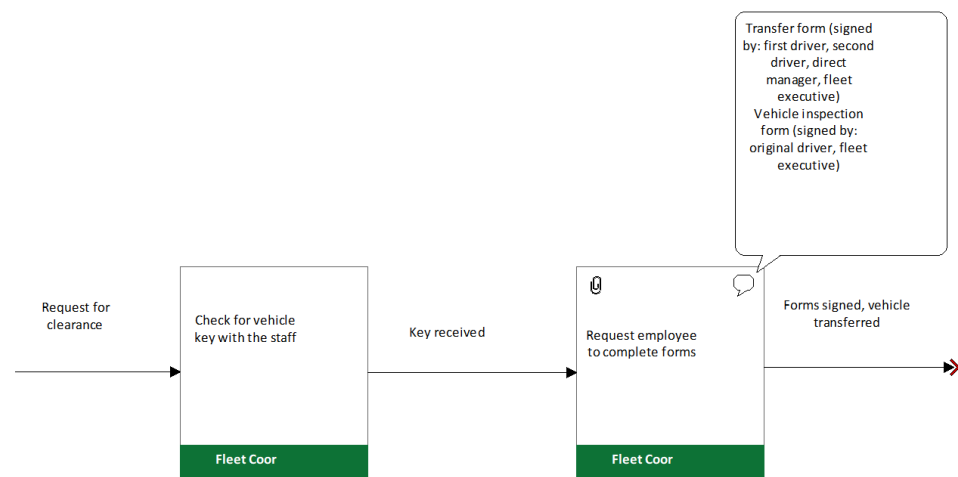 Transfer form (signed
by: first driver, second
driver, direct
manager, fleet
executive)
Vehicle inspection
form (signed by:
original driver, fleet
executive)
Request for
clearance
Check for vehicle
key with the staff
Fleet Coor
Key received
Request employee
to complete forms
Fleet Coor
Forms signed, vehicle
transferred